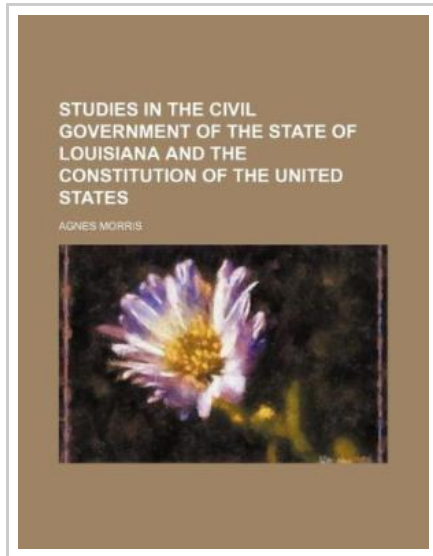 STUDIES IN THE CIVIL
GOVERNMENT OF THE STATE OF
LOUISIANA AND THE
CONSTITUTION OF THE UNITED
STATES
AGNES MORRIS